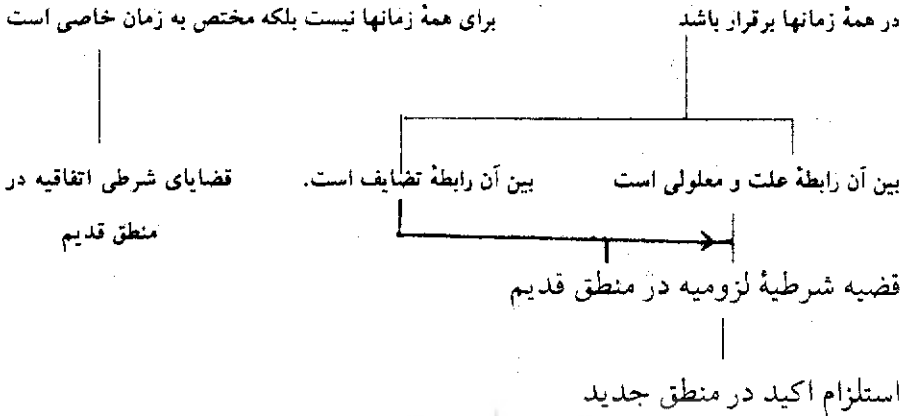 در همهٔ زمانها برقرار باشد
برای همهٔ زمانها نیست بلکه مختص به زمان خاصی است
بین آن رابطهٔ علت و معلولی است
بین آن رابطهٔ تضایف است.
قضایای شرطی اتفاقیه در
منطق قدیم
قضیه شرطیهٔ لزومیه در منطق قدیم
استلزام اکید در منطق جدید